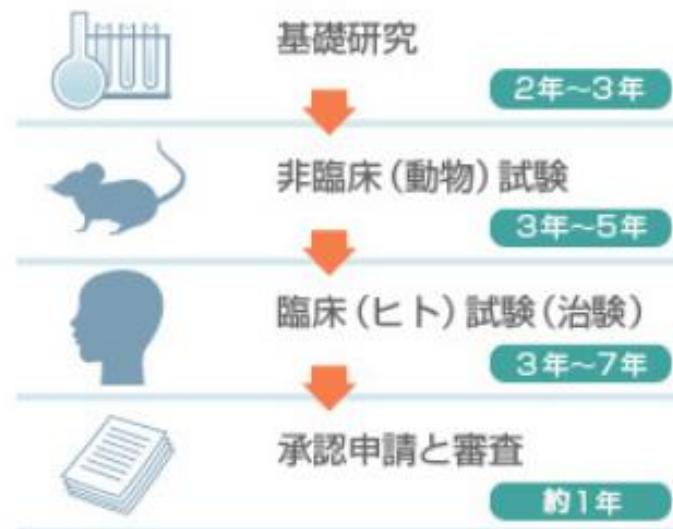 基礎研究
2年～3年
非臨床（動物）試験
3年～5年
臨床（ヒト）試験（治験）
3年～7年
承認申請と審査
約1年